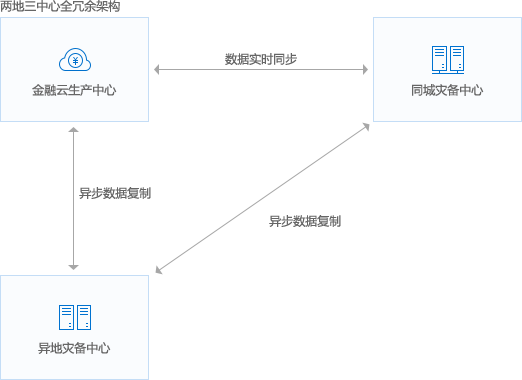 两地三中心全冗余架构
数据实时同步
¥
金融云生产中心
同城灾备中心
异步数据复制
异步数据复制
异地灾备中心